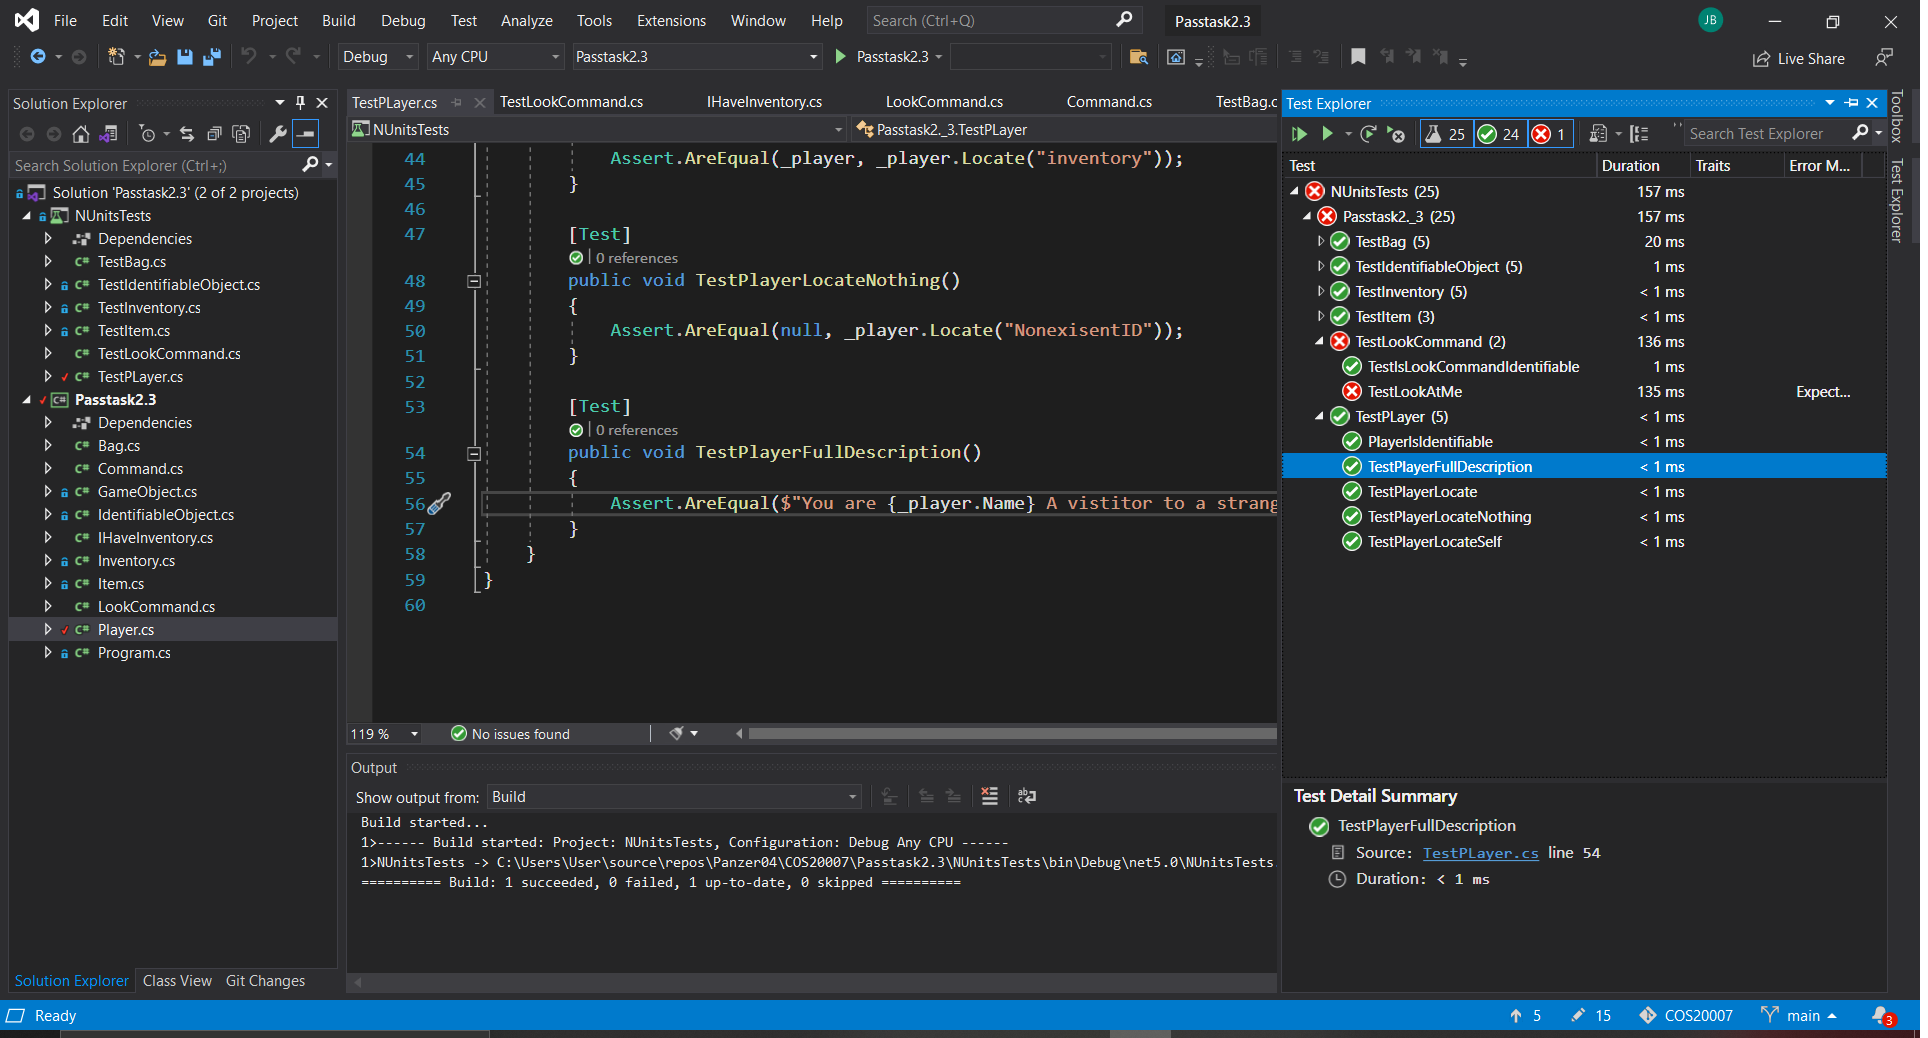 File Edit View Git Project Build Debug Test Analyze Tools Extensions Window Help Search (Ctrl+Q) Passtask2.3 JB
Debug Any CPU Passtask2.3 Passtask2.3 Live Share
Solution Explorer
Search Solution Explorer (Ctrl+;)
Solution 'Passtask2.3' (2 of 2 projects)
NUnitsTests
Dependencies
C# TestBag.cs
C# TestIdentifiableObject.cs
C# TestInventory.cs
C# TestItem.cs
C# TestLookCommand.cs
C# TestPLayer.cs
C# Passtask2.3
Dependencies
C# Bag.cs
C# Command.cs
C# GameObject.cs
C# IdentifiableObject.cs
C# IHaveInventory.cs
C# Inventory.cs
C# Item.cs
C# LookCommand.cs
C# Player.cs
C# Program.cs
Solution Explorer Class View Git Changes
TestPLayer.cs TestLookCommand.cs IHaveInventory.cs LookCommand.cs Command.cs TestBag.c
NUnitsTests Passtask2._3.TestPLayer
44 Assert.AreEqual(_player, _player.Locate("inventory"));
45 }
46
47 [Test]
0 references
48 public void TestPlayerLocateNothing()
49 {
50 Assert.AreEqual(null, _player.Locate("NonexisentID"));
51 }
52
53 [Test]
0 references
54 public void TestPlayerFullDescription()
55 {
56 Assert.AreEqual($"You are {_player.Name} A vistitor to a strang
57 }
58 }
59 }
60
119 % No issues found
Output
Show output from: Build
Build started...
1>------ Build started: Project: NUnitsTests, Configuration: Debug Any CPU ------
1>NUnitsTests -> C:\Users\User\source\repos\Panzer04\COS20007\Passtask2.3\NUnitsTests\bin\Debug\net5.0\NUnitsTests.
========== Build: 1 succeeded, 0 failed, 1 up-to-date, 0 skipped ==========
Test Explorer
25 24 1 Search Test Explorer
Test Duration Traits Error M...
NUnitsTests (25) 157 ms
Passtask2._3 (25) 157 ms
TestBag (5) 20 ms
TestIdentifiableObject (5) 1 ms
TestInventory (5) < 1 ms
TestItem (3) < 1 ms
TestLookCommand (2) 136 ms
TestIsLookCommandIdentifiable 1 ms
TestLookAtMe 135 ms Expect...
TestPLayer (5) < 1 ms
PlayerIsIdentifiable < 1 ms
TestPlayerFullDescription < 1 ms
TestPlayerLocate < 1 ms
TestPlayerLocateNothing < 1 ms
TestPlayerLocateSelf < 1 ms
Test Detail Summary
TestPlayerFullDescription
Source: TestPLayer.cs line 54
Duration: < 1 ms
Toolbox
Test Explorer
Ready 5 15 COS20007 main 3